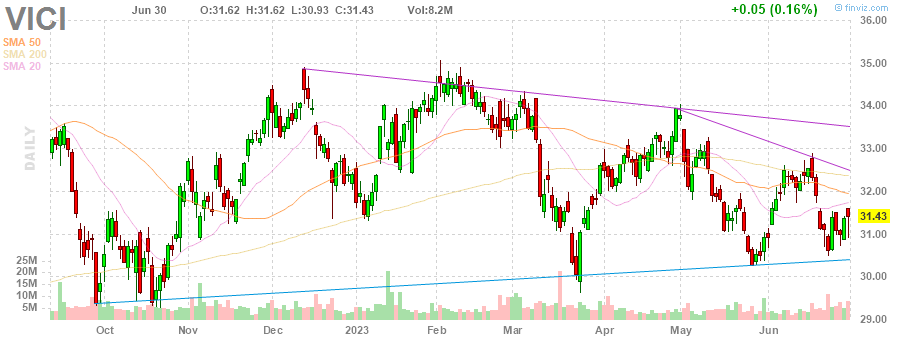 VICI Jun 30 O:31.62 H:31.62 L:30.93 C:31.43 Vol:8.2M +0.05 (0.16%) © finviz.com
SMA 50
SMA 200
SMA 20
DAILY
36.00
35.00
34.00
33.00
32.00
31.43
31.00
30.00
29.00
25M
20M
15M
10M
5M
Oct Nov Dec 2023 Feb Mar Apr May Jun